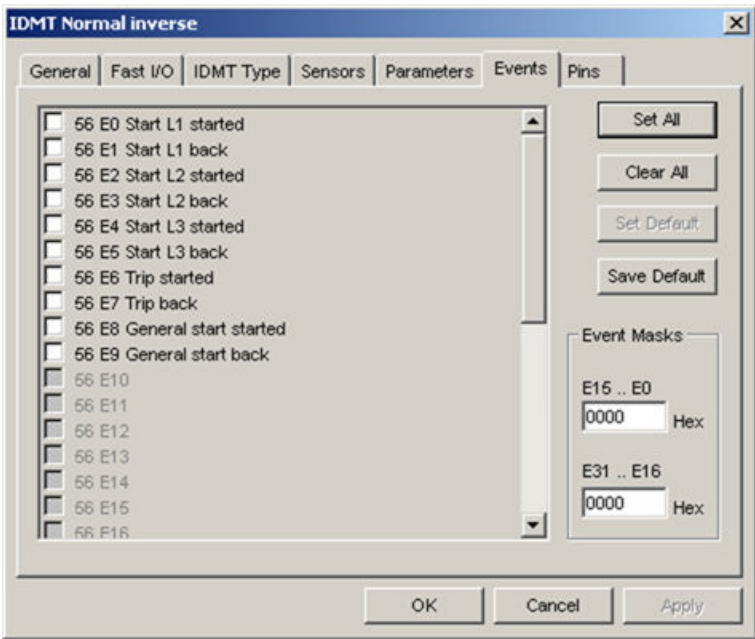 IDMT Normal inverse
General Fast I/O IDMT Type Sensors Parameters Events Pins
56 E0 Start L1 started
56 E1 Start L1 back
56 E2 Start L2 started
56 E3 Start L2 back
56 E4 Start L3 started
56 E5 Start L3 back
56 E6 Trip started
56 E7 Trip back
56 E8 General start started
56 E9 General start back
56 E10
56 E11
56 E12
56 E13
56 E14
56 E15
56 E16
Set All
Clear All
Set Default
Save Default
Event Masks
E15 .. E0
0000 Hex
E31 .. E16
0000 Hex
OK Cancel Apply